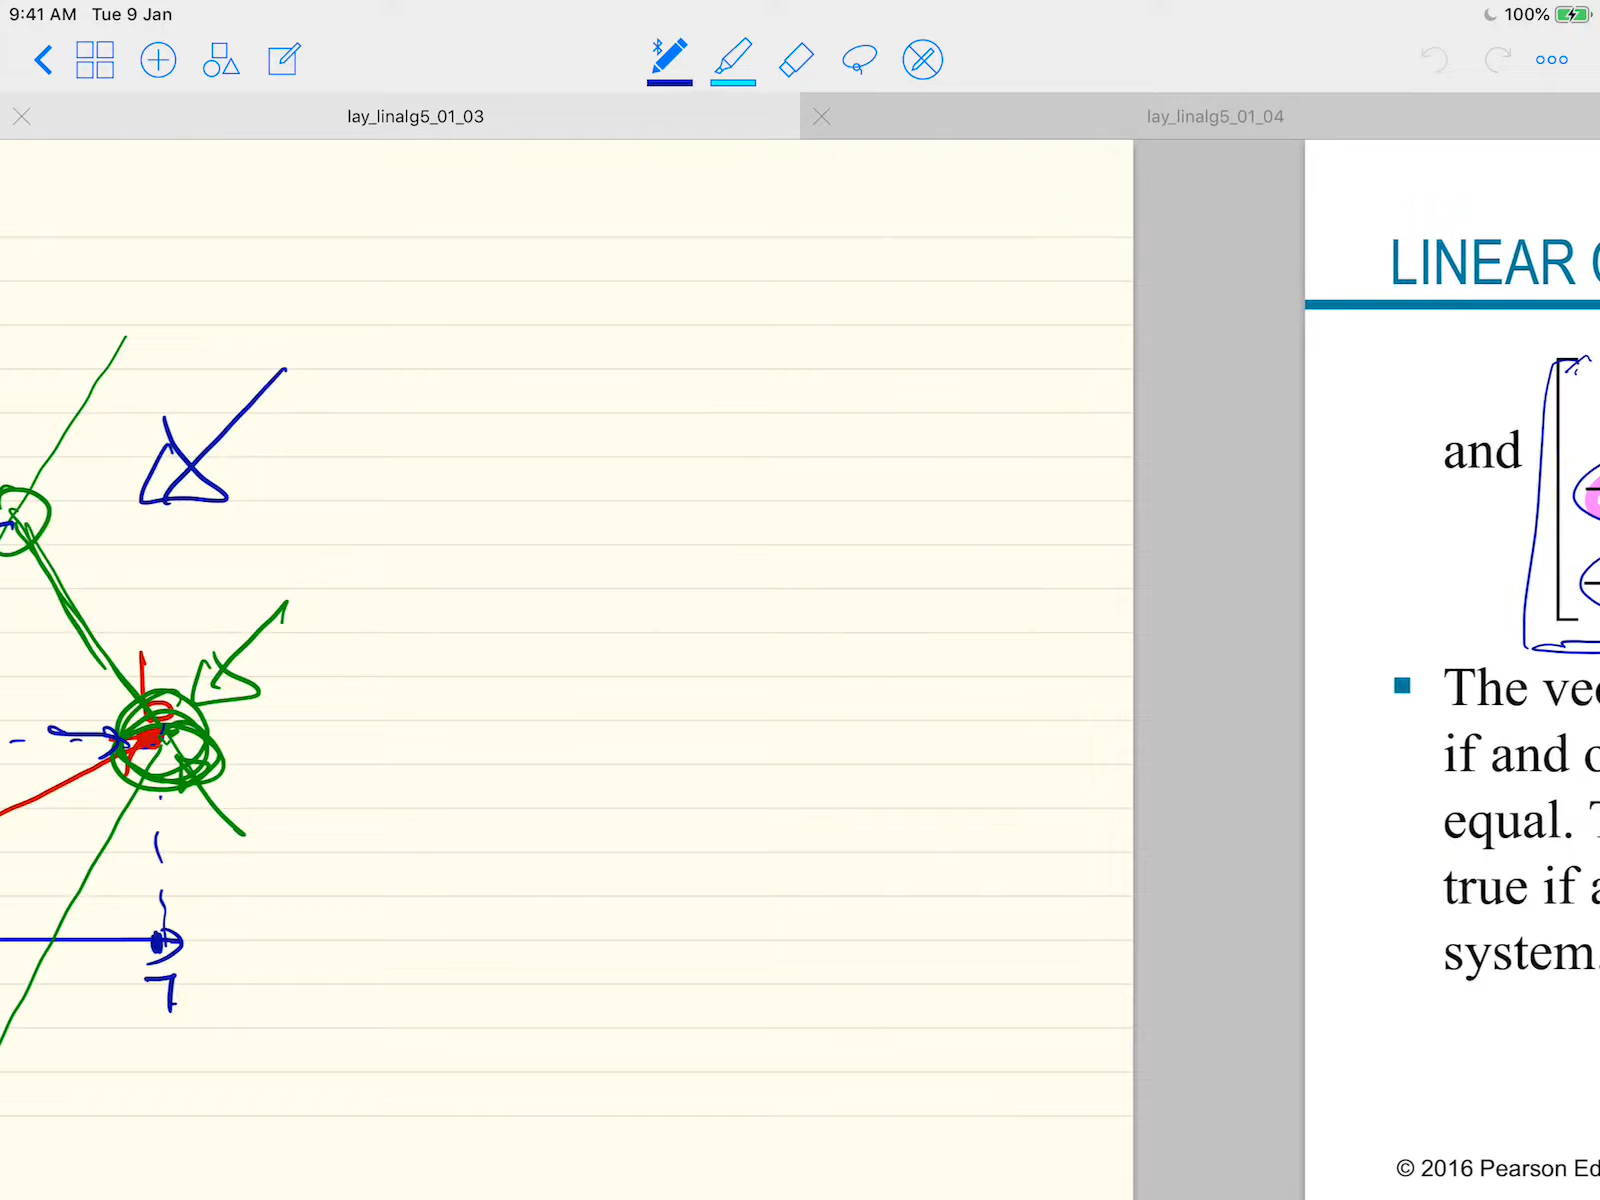 9:41 AM Tue 9 Jan
100%
lay_linalg5_01_03
lay_linalg5_01_04
LINEAR
and
The vec
if and o
equal. T
true if a
system.
7
© 2016 Pearson Ed